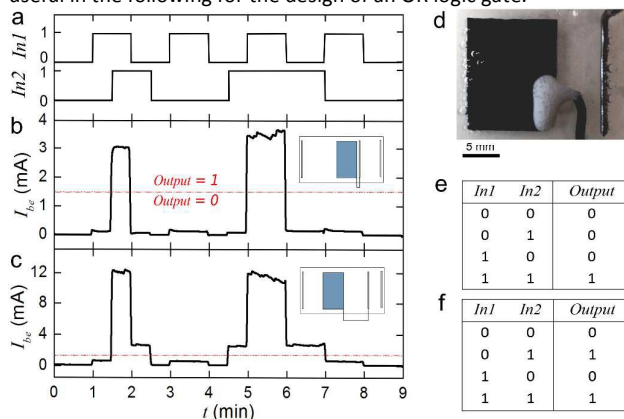 useful in the following for the design of an OR logic gate.
a
In1
1
0
In2
1
0
b
I be (mA)
4
3
2
1
0
Output = 1
Output = 0
c
I be (mA)
12
8
4
0
0 1 2 3 4 5 6 7 8 9
t (min)
d
5 mm
e
In1 In2 Output
0 0 0
0 1 0
1 0 0
1 1 1
f
In1 In2 Output
0 0 0
0 1 1
1 0 0
1 1 1